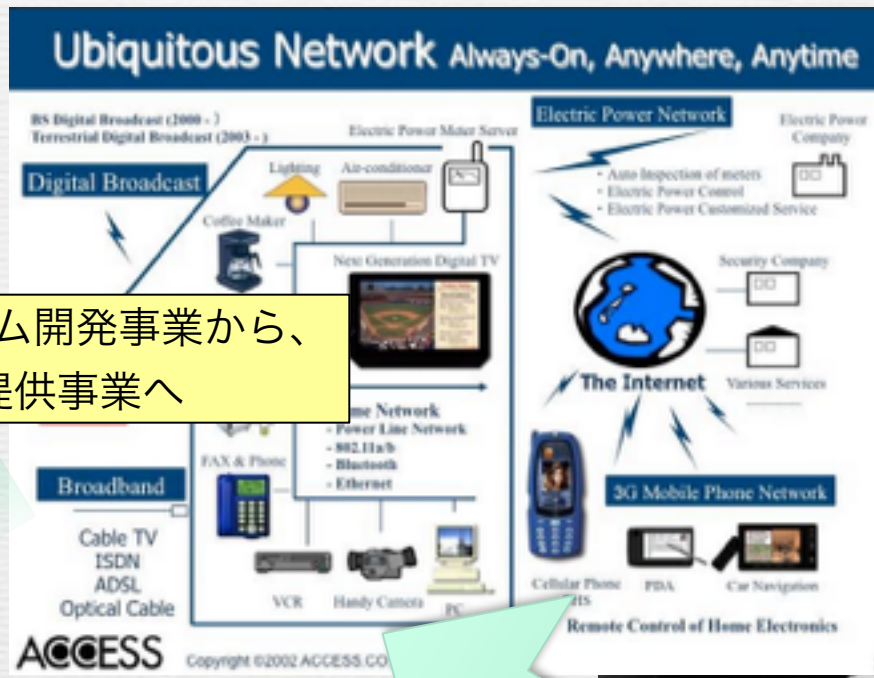 Ubiquitous Network Always-On, Anywhere, Anytime
BS Digital Broadcast (2000 - )
Terrestrial Digital Broadcast (2003 - )
Digital Broadcast
Electric Power Meter Server
Lighting
Air-conditioner
Coffee Maker
Next Generation Digital TV
ム開発事業から、
提供事業へ
me Network
- Power Line Network
- 802.11a/b
- Bluetooth
- Ethernet
FAX & Phone
Broadband
Cable TV
ISDN
ADSL
Optical Cable
VCR
Handy Camera
PC
Electric Power Network
Electric Power
Company
・Auto Inspection of meters
・Electric Power Control
・Electric Power Customized Service
Security Company
The Internet
Various Services
3G Mobile Phone Network
Cellular Phone
HS
PDA
Car Navigation
Remote Control of Home Electronics
ACCESS
Copyright ©2002 ACCESS.CO